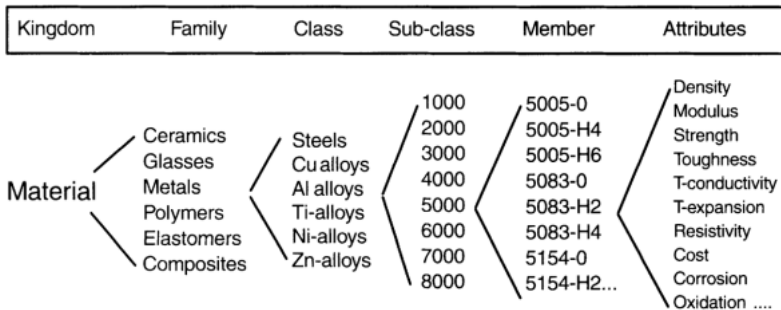 Kingdom Family Class Sub-class Member Attributes
Material
Ceramics
Glasses
Metals
Polymers
Elastomers
Composites
Steels
Cu alloys
Al alloys
Ti-alloys
Ni-alloys
Zn-alloys
1000
2000
3000
4000
5000
6000
7000
8000
5005-0
5005-H4
5005-H6
5083-0
5083-H2
5083-H4
5154-0
5154-H2...
Density
Modulus
Strength
Toughness
T-conductivity
T-expansion
Resistivity
Cost
Corrosion
Oxidation ....